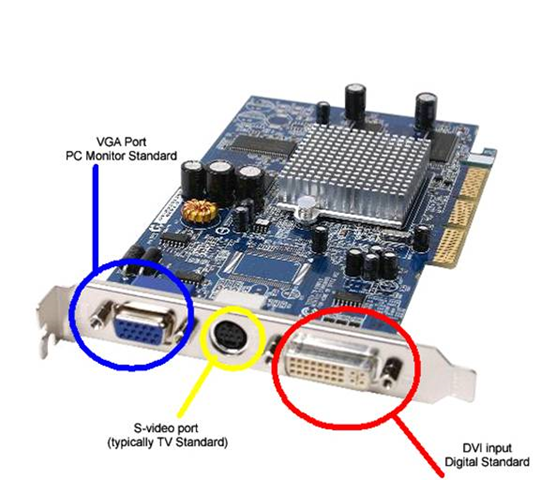 VGA Port
PC Monitor Standard
S-video port
(typically TV Standard)
DVI input
Digital Standard